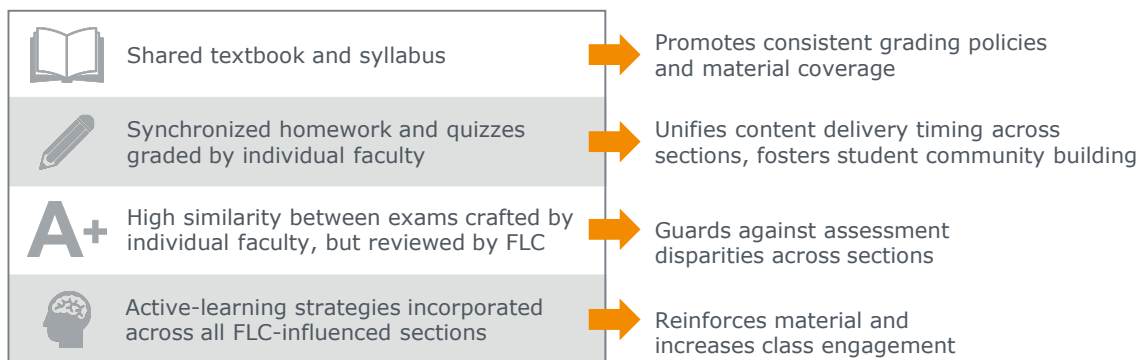 Shared textbook and syllabus
Promotes consistent grading policies
and material coverage
Synchronized homework and quizzes
graded by individual faculty
Unifies content delivery timing across
sections, fosters student community building
A+
High similarity between exams crafted by
individual faculty, but reviewed by FLC
Guards against assessment
disparities across sections
Active-learning strategies incorporated
across all FLC-influenced sections
Reinforces material and
increases class engagement